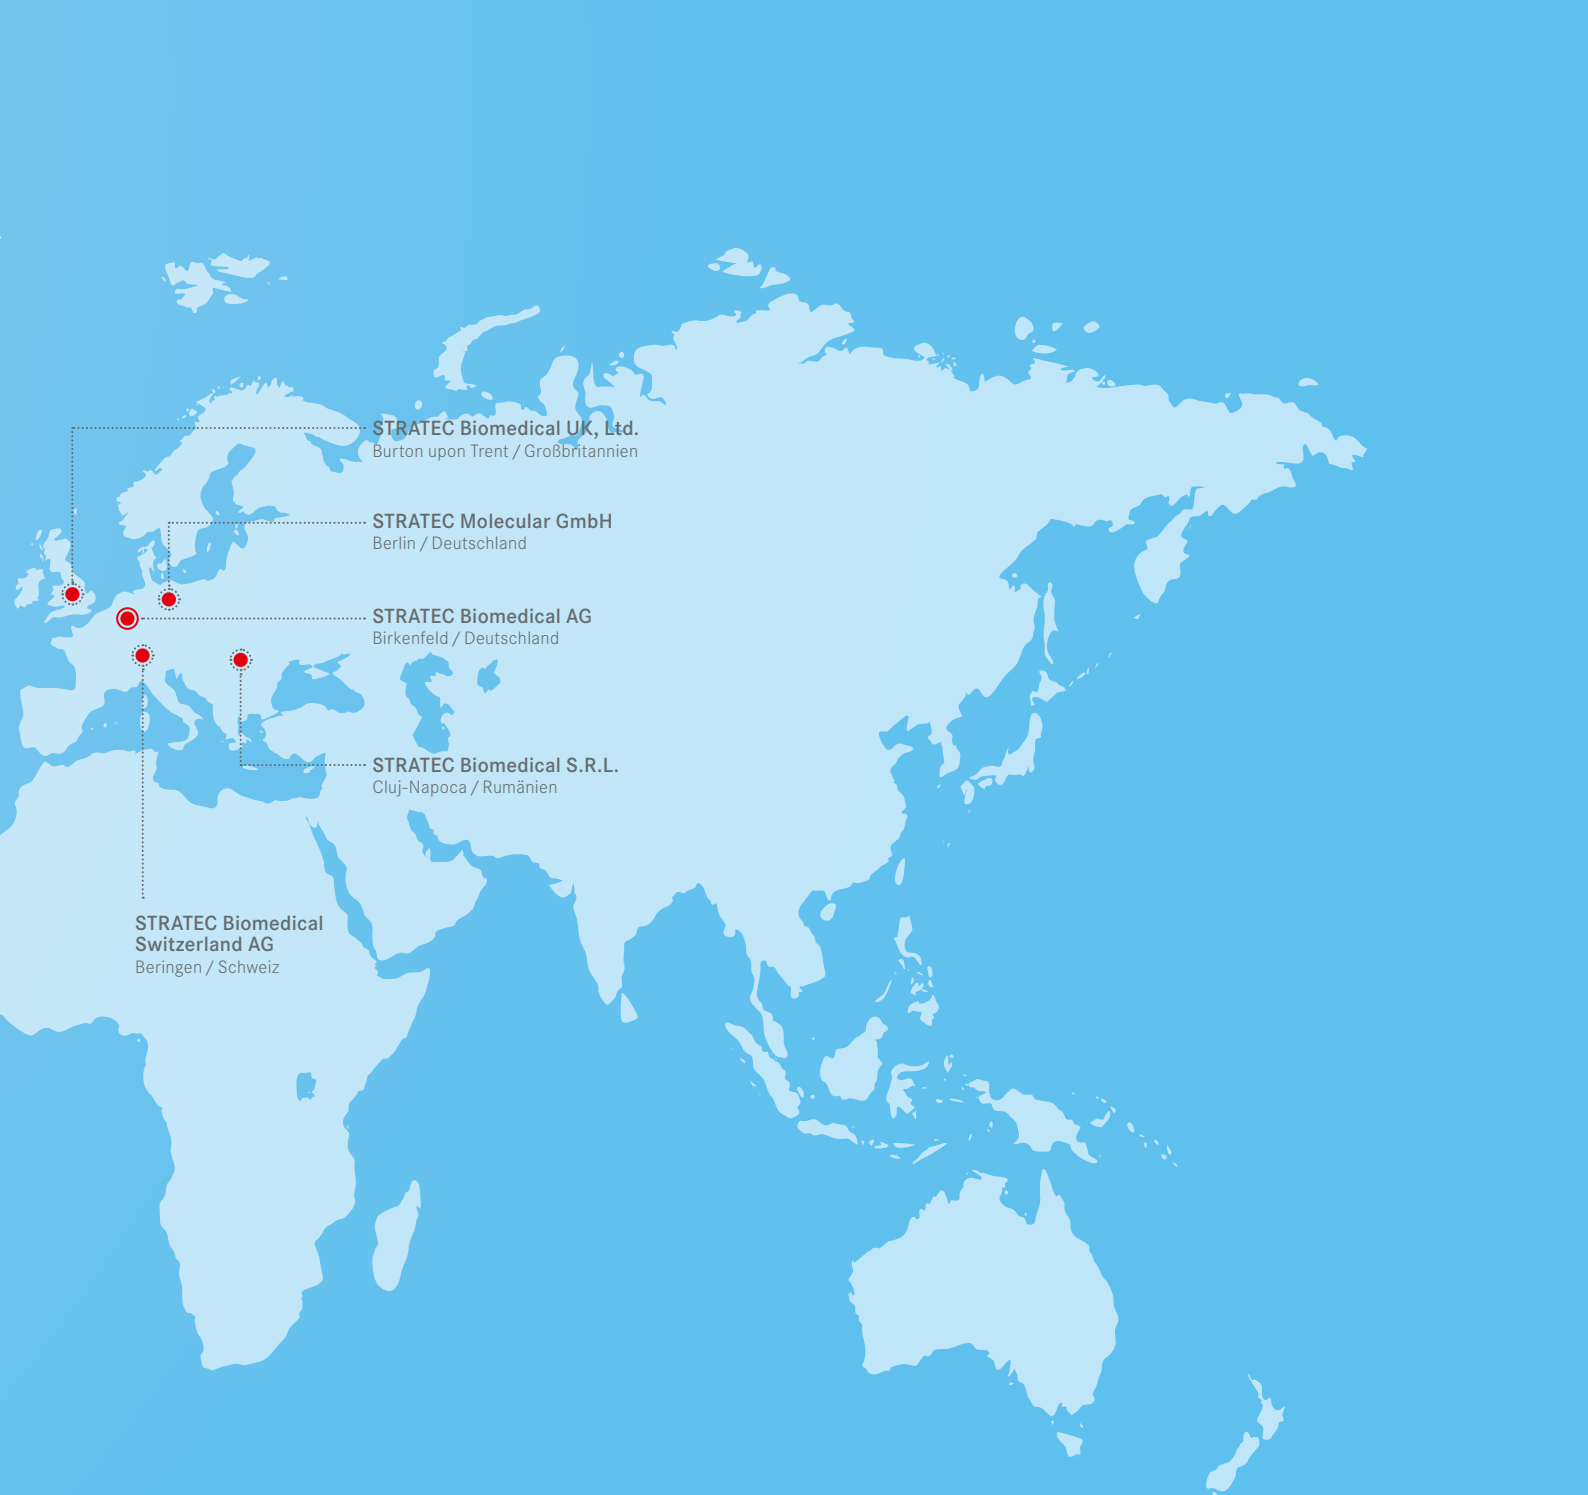 STRATEC Biomedical UK, Ltd.
Burton upon Trent / Großbritannien
STRATEC Molecular GmbH
Berlin / Deutschland
STRATEC Biomedical AG
Birkenfeld / Deutschland
STRATEC Biomedical S.R.L.
Cluj-Napoca / Rumänien
STRATEC Biomedical
Switzerland AG
Beringen / Schweiz